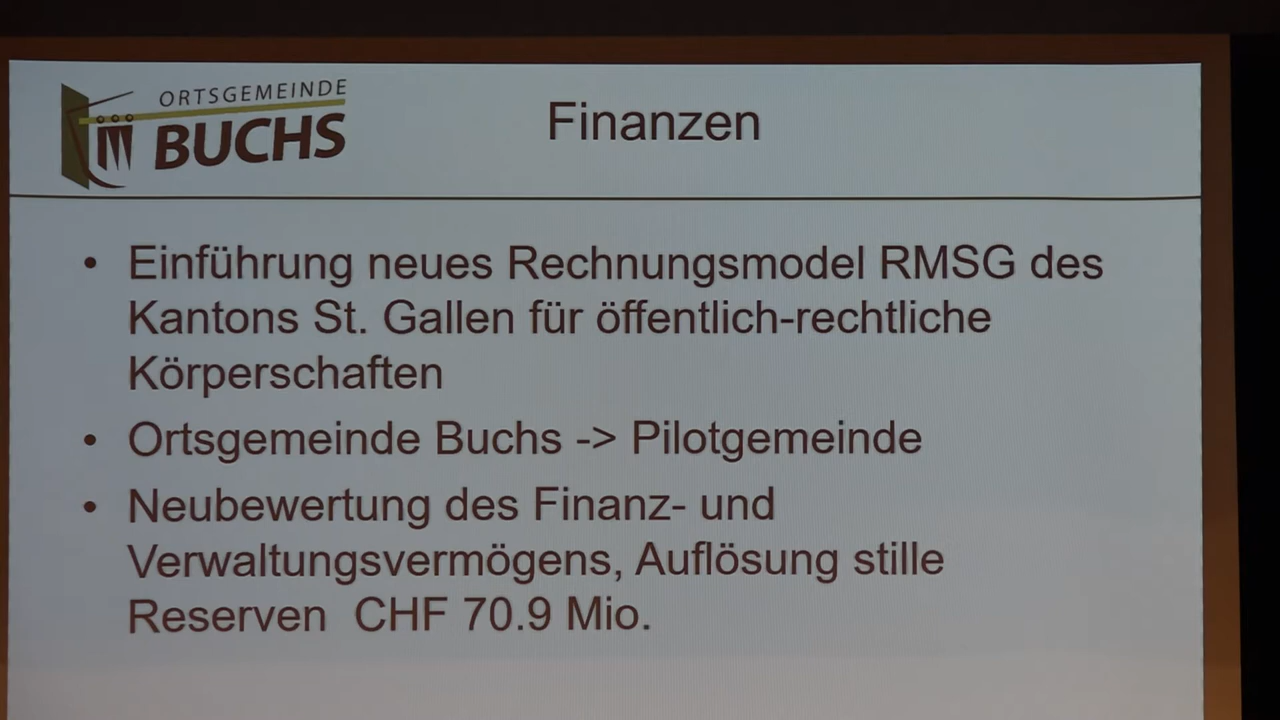 ORTSGEMEINDE
BUCHS
Finanzen
• Einführung neues Rechnungsmodel RMSG des
Kantons St. Gallen für öffentlich-rechtliche
Körperschaften
• Ortsgemeinde Buchs -> Pilotgemeinde
• Neubewertung des Finanz- und
Verwaltungsvermögens, Auflösung stille
Reserven CHF 70.9 Mio.